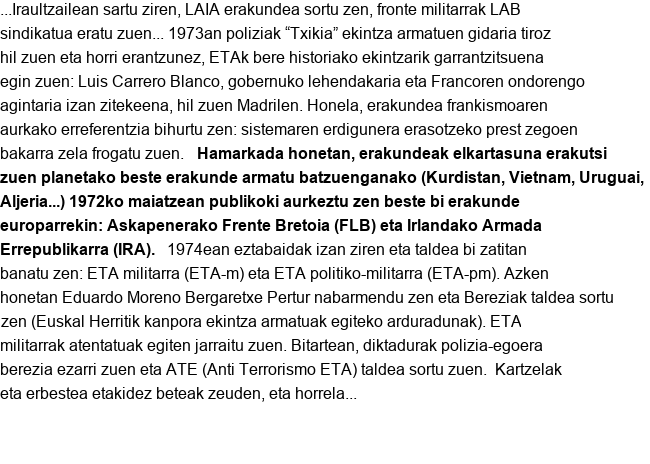 ...Iraultzailean sartu ziren, LAIA erakundea sortu zen, fronte militarrak LAB
sindikatua eratu zuen... 1973an poliziak “Txikia” ekintza armatuen gidaria tiroz
hil zuen eta horri erantzunez, ETAk bere historiako ekintzarik garrantzitsuena
egin zuen: Luis Carrero Blanco, gobernuko lehendakaria eta Francoren ondorengo
agintaria izan zitekeena, hil zuen Madrilen. Honela, erakundea frankismoaren
aurkako erreferentzia bihurtu zen: sistemaren erdigunera erasotzeko prest zegoen
bakarra zela frogatu zuen. Hamarkada honetan, erakundeak elkartasuna erakutsi
zuen planetako beste erakunde armatu batzuenganako (Kurdistan, Vietnam, Uruguai,
Aljeria...) 1972ko maiatzean publikoki aurkeztu zen beste bi erakunde
europarrekin: Askapenerako Frente Bretoia (FLB) eta Irlandako Armada
Errepublikarra (IRA). 1974ean eztabaidak izan ziren eta taldea bi zatitan
banatu zen: ETA militarra (ETA-m) eta ETA politiko-militarra (ETA-pm). Azken
honetan Eduardo Moreno Bergaretxe Pertur nabarmendu zen eta Bereziak taldea sortu
zen (Euskal Herritik kanpora ekintza armatuak egiteko arduradunak). ETA
militarrak atentatuak egiten jarraitu zuen. Bitartean, diktadurak polizia-egoera
berezia ezarri zuen eta ATE (Anti Terrorismo ETA) taldea sortu zuen. Kartzelak
eta erbestea etakidez beteak zeuden, eta horrela...